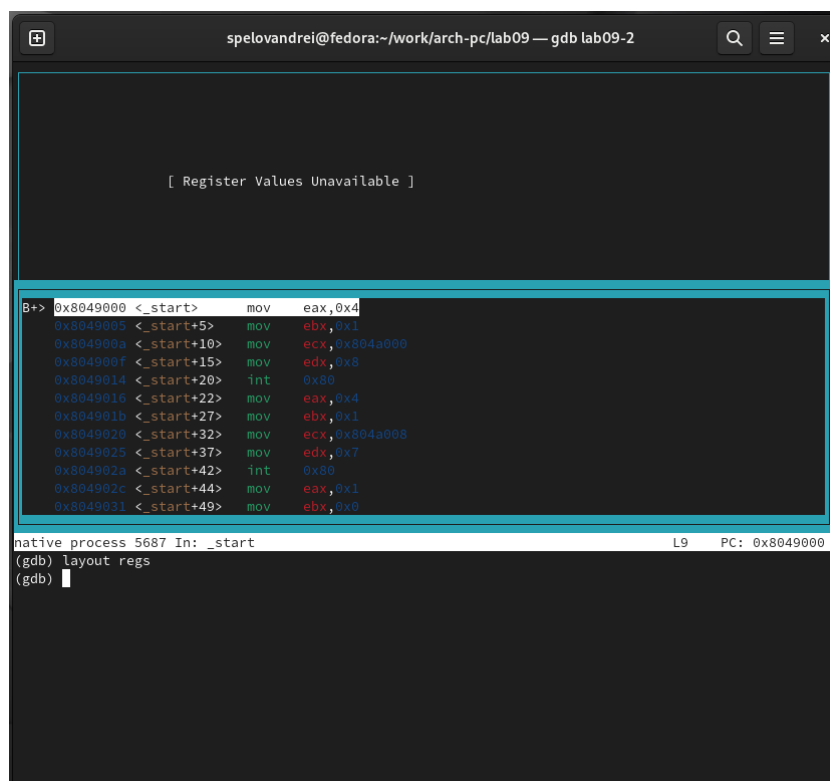 spelovandrei@fedora:~/work/arch-pc/lab09 — gdb lab09-2
[ Register Values Unavailable ]
B+> 0x8049000 <_start> mov eax,0x4
0x8049005 <_start+5> mov ebx,0x1
0x804900a <_start+10> mov ecx,0x804a000
0x804900f <_start+15> mov edx,0x8
0x8049014 <_start+20> int 0x80
0x8049016 <_start+22> mov eax,0x4
0x804901b <_start+27> mov ebx,0x1
0x8049020 <_start+32> mov ecx,0x804a008
0x8049025 <_start+37> mov edx,0x7
0x804902a <_start+42> int 0x80
0x804902c <_start+44> mov eax,0x1
0x8049031 <_start+49> mov ebx,0x0
native process 5687 In: _start L9 PC: 0x8049000
(gdb) layout regs
(gdb)